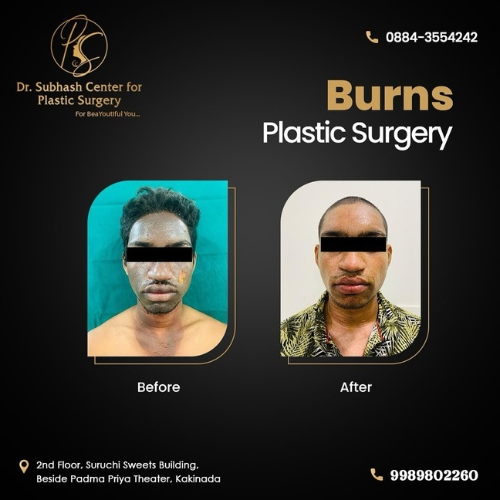 Dr. Subhash Center for
Plastic Surgery
For BeaYoutiful You...
0884-3554242
Burns
Plastic Surgery
Before
After
2nd Floor, Suruchi Sweets Building,
Beside Padma Priya Theater, Kakinada
9989802260